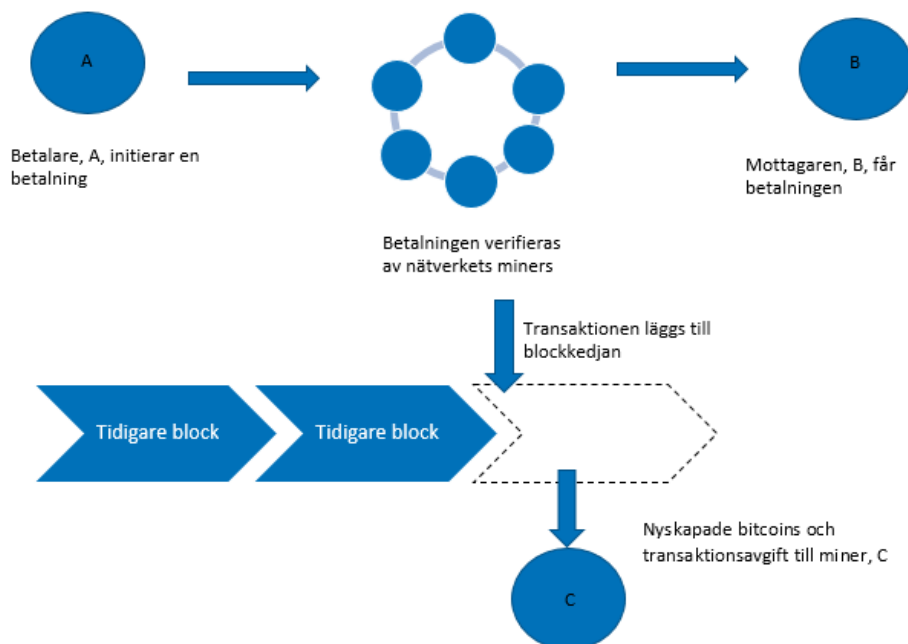 A
B
Betalare, A, initierar en
betalning
Mottagaren, B, får
betalningen
Betalningen verifieras
av nätverkets miners
Transaktionen läggs till
blockkedjan
Tidigare block
Tidigare block
Nyskapade bitcoins och
transaktionsavgift till miner, C
C